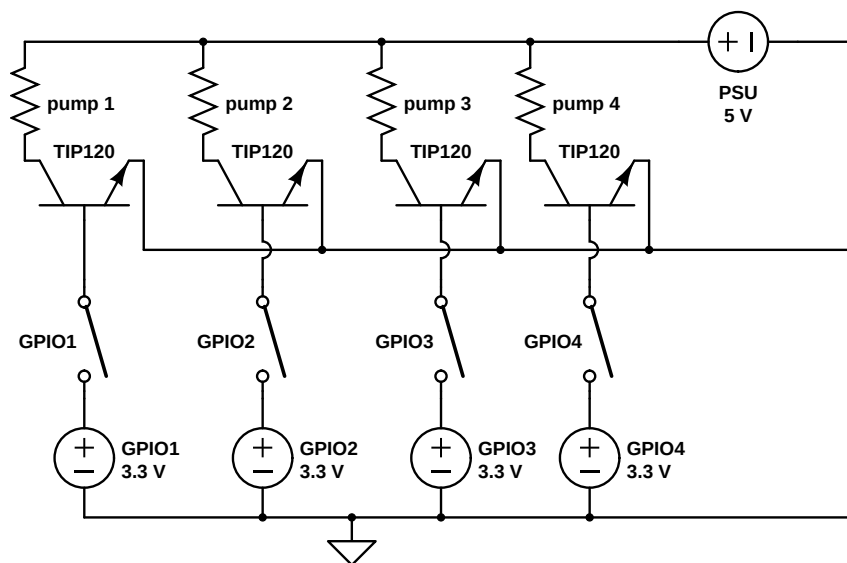 pump 1
pump 2
pump 3
pump 4
PSU
5 V
TIP120
TIP120
TIP120
TIP120
GPIO1
GPIO2
GPIO3
GPIO4
GPIO1
3.3 V
GPIO2
3.3 V
GPIO3
3.3 V
GPIO4
3.3 V